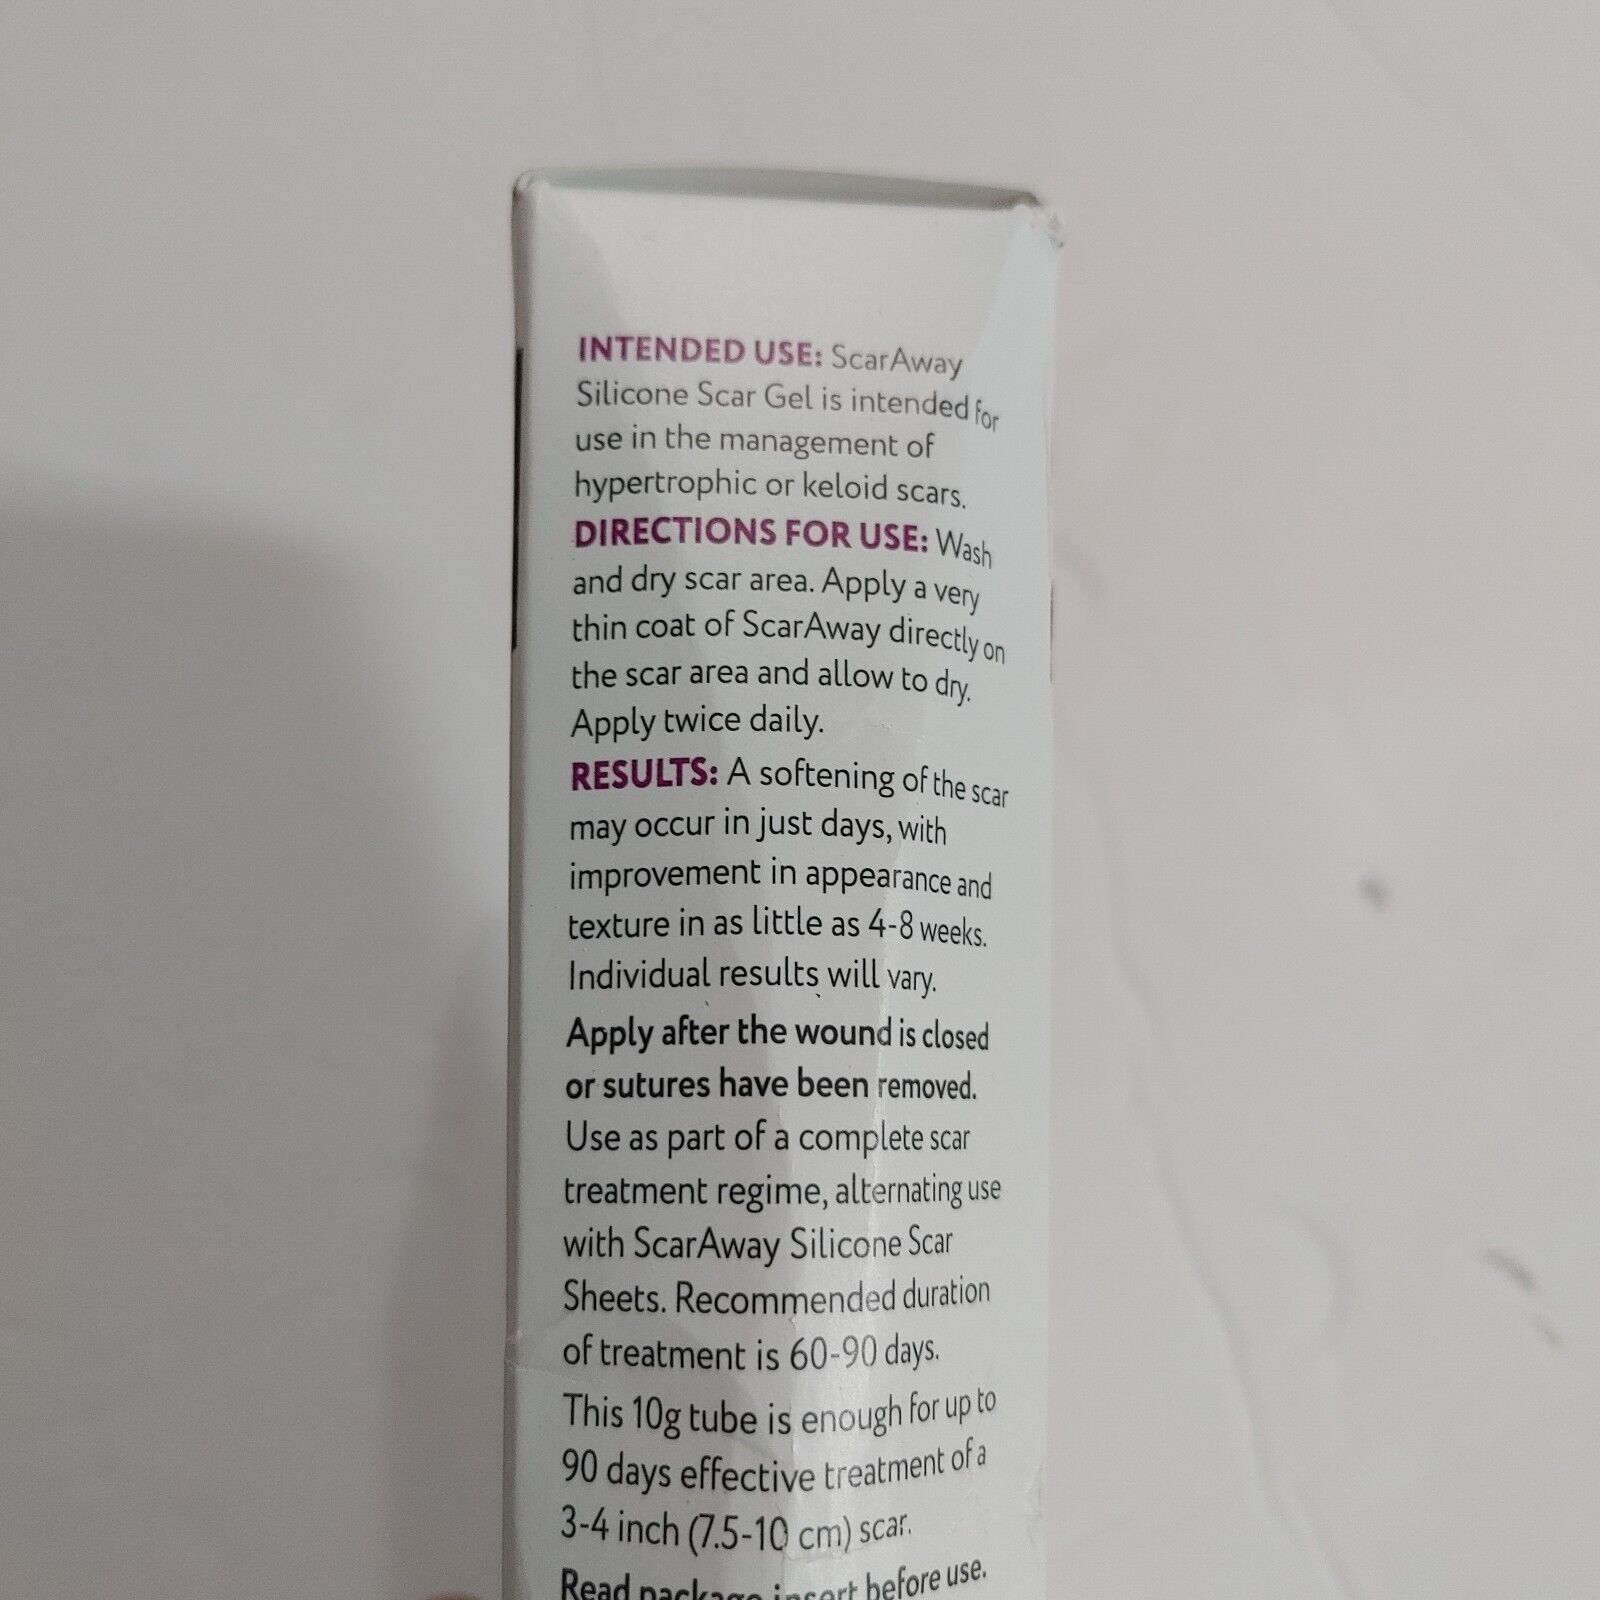 INTENDED USE: ScarAway
Silicone Scar Gel is intended for
use in the management of
hypertrophic or keloid scars.
DIRECTIONS FOR USE: Wash
and dry scar area. Apply a very
thin coat of ScarAway directly on
the scar area and allow to dry.
Apply twice daily.
RESULTS: A softening of the scar
may occur in just days, with
improvement in appearance and
texture in as little as 4-8 weeks.
Individual results will vary.
Apply after the wound is closed
or sutures have been removed.
Use as part of a complete scar
treatment regime, alternating use
with ScarAway Silicone Scar
Sheets. Recommended duration
of treatment is 60-90 days.
This 10g tube is enough for up to
90 days effective treatment of a
3-4 inch (7.5-10 cm) scar.
Read package insert before use.